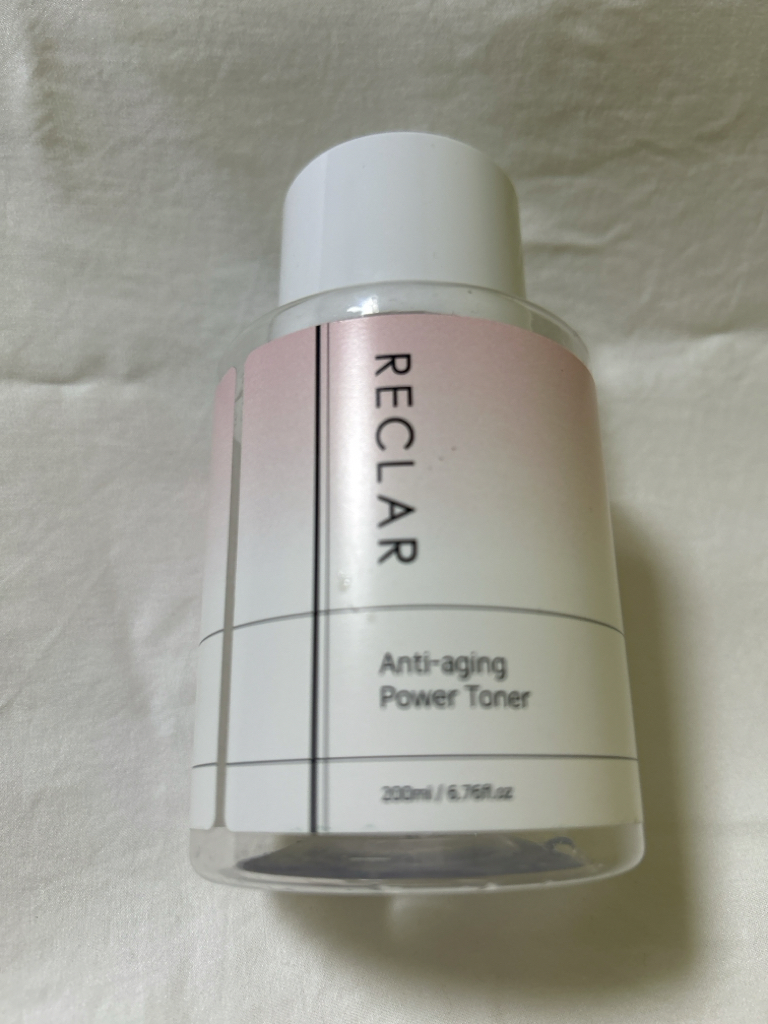 RECLAR
Anti-aging
Power Toner
200ml / 6.76fl.oz